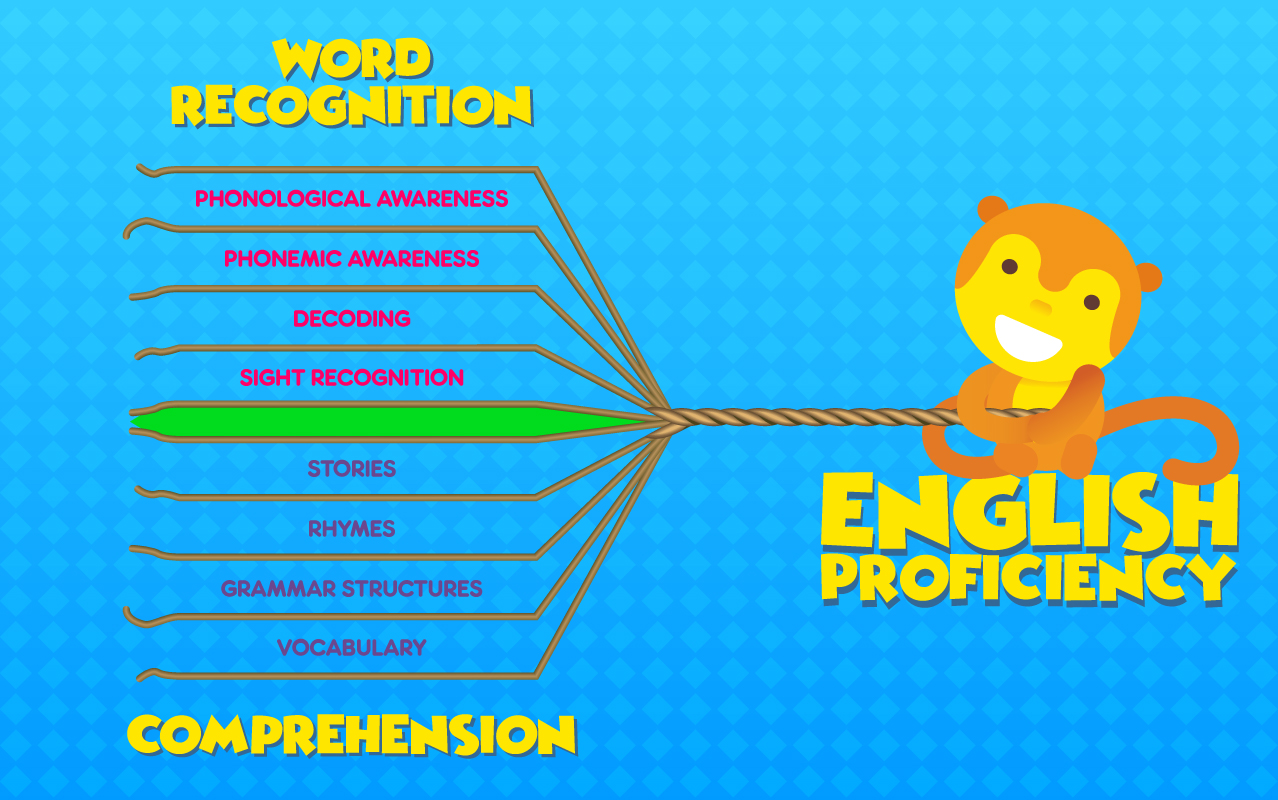 WORD
RECOGNITION
PHONOLOGICAL AWARENESS
PHONEMIC AWARENESS
DECODING
SIGHT RECOGNITION
STORIES
RHYMES
GRAMMAR STRUCTURES
VOCABULARY
COMPREHENSION
ENGLISH
PROFICIENCY